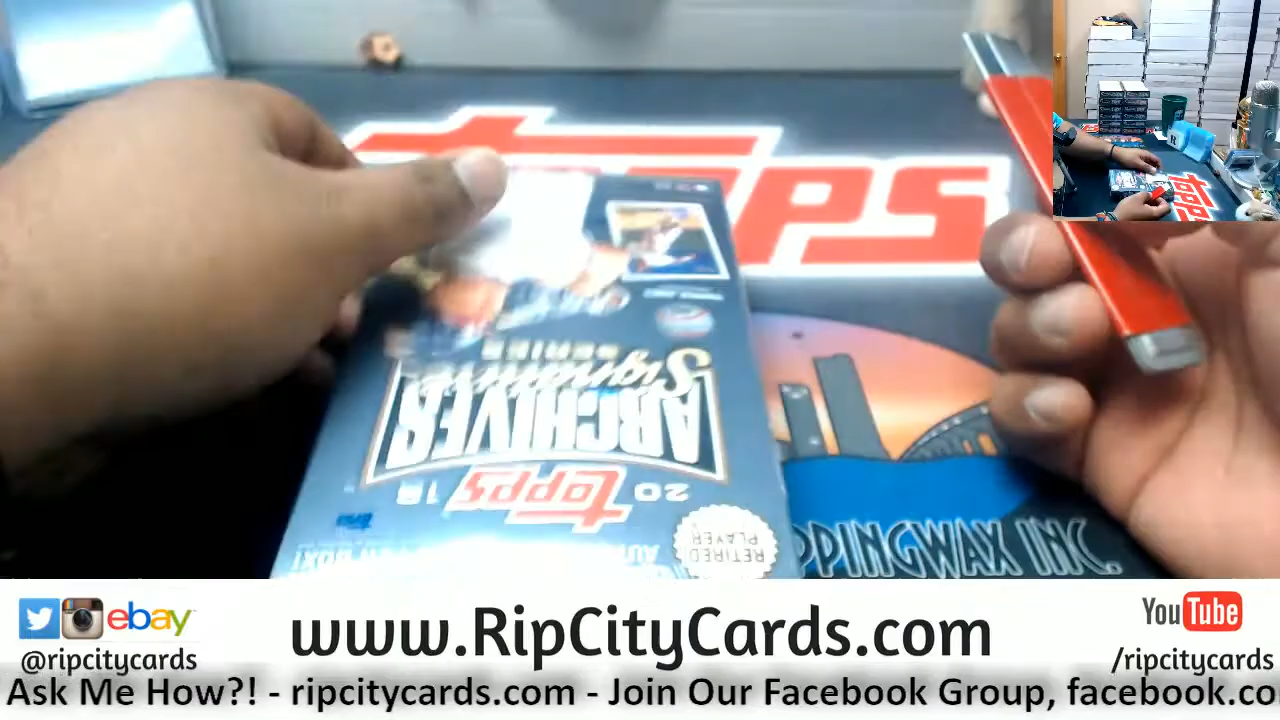 Topps
20 Topps 18
ARCHIVES
Signature
SERIES
RETIRED
PLAYER
PPINGWAX INC.
ebay
www.RipCityCards.com
YouTube
@ripcitycards
/ripcitycards
Ask Me How?! - ripcitycards.com - Join Our Facebook Group, facebook.co